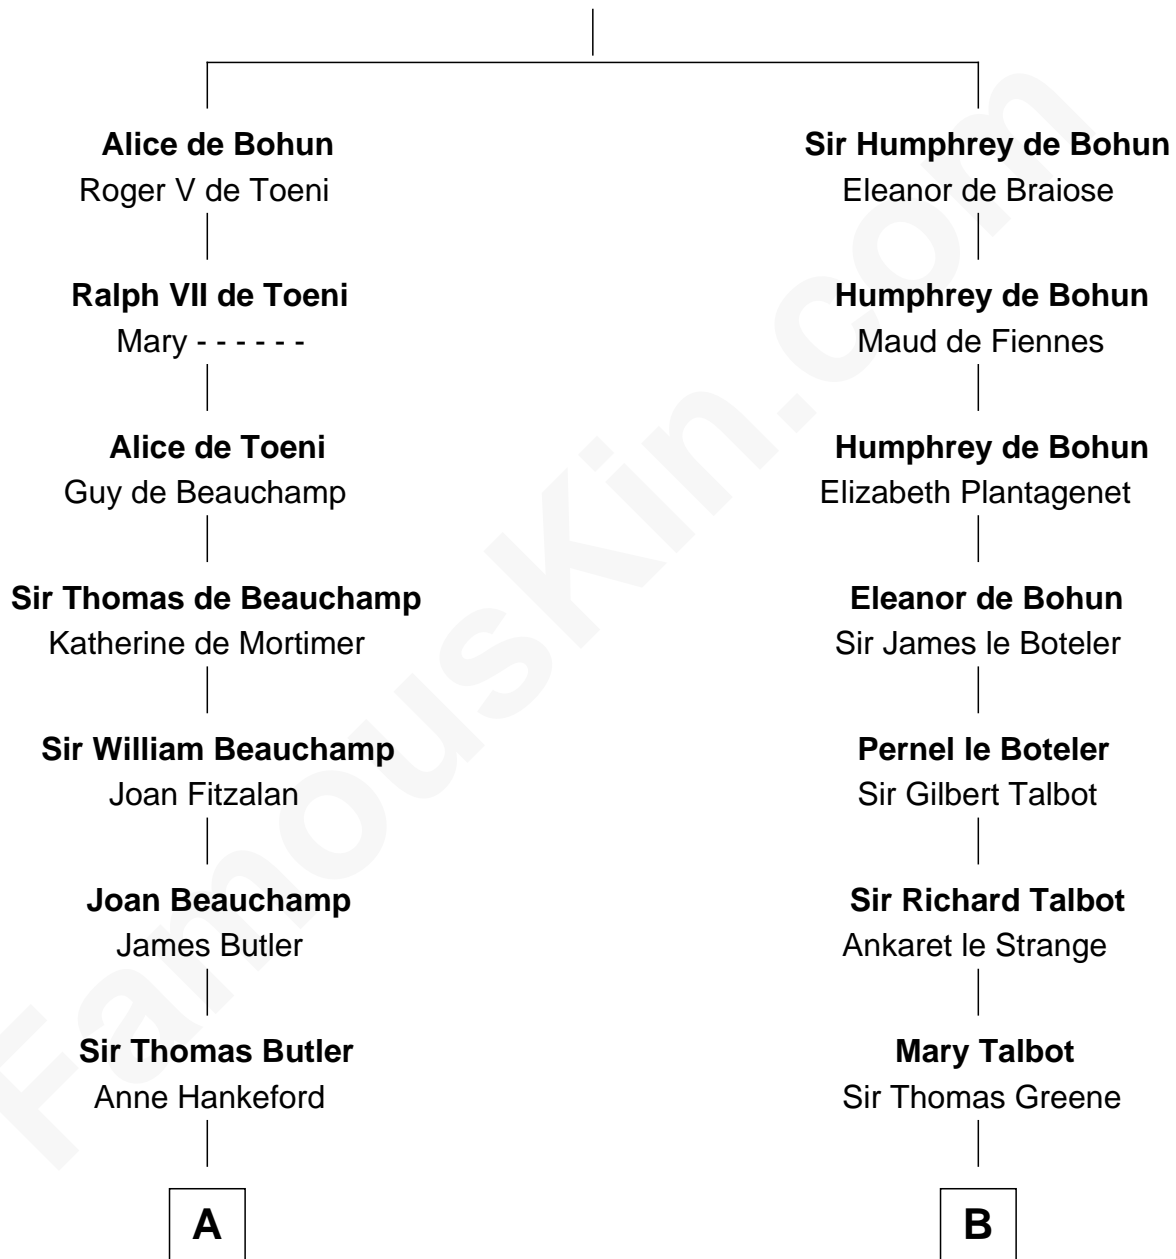 Alice de Bohun
Roger V de Toeni
Ralph VII de Toeni
Mary - - - - - -
Alice de Toeni
Guy de Beauchamp
Sir Thomas de Beauchamp
Katherine de Mortimer
Sir William Beauchamp
Joan Fitzalan
Joan Beauchamp
James Butler
Sir Thomas Butler
Anne Hankeford
A
Sir Humphrey de Bohun
Eleanor de Braiose
Humphrey de Bohun
Maud de Fiennes
Humphrey de Bohun
Elizabeth Plantagenet
Eleanor de Bohun
Sir James le Boteler
Pernel le Boteler
Sir Gilbert Talbot
Sir Richard Talbot
Ankaret le Strange
Mary Talbot
Sir Thomas Greene
B
FamousKin.com